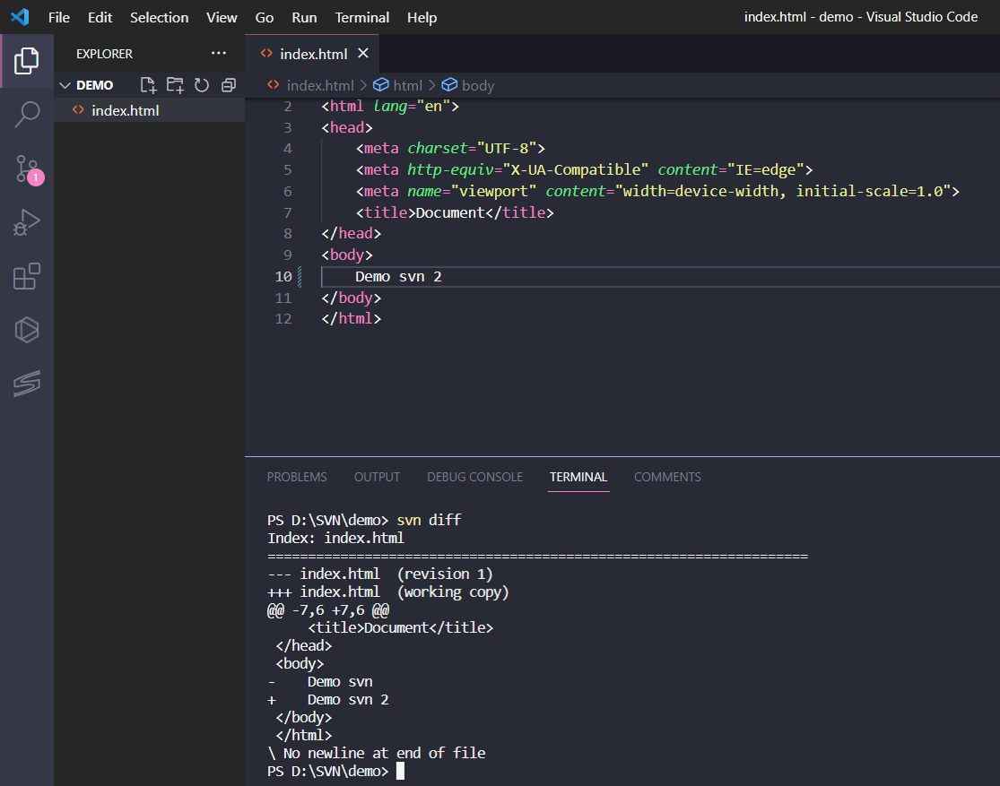 File Edit Selection View Go Run Terminal Help index.html - demo - Visual Studio Code
EXPLORER ···
DEMO
index.html
1
index.html
index.html > html > body
2 <html lang="en">
3 <head>
4     <meta charset="UTF-8">
5     <meta http-equiv="X-UA-Compatible" content="IE=edge">
6     <meta name="viewport" content="width=device-width, initial-scale=1.0">
7     <title>Document</title>
8 </head>
9 <body>
10     Demo svn 2
11 </body>
12 </html>
PROBLEMS OUTPUT DEBUG CONSOLE TERMINAL COMMENTS
PS D:\SVN\demo> svn diff
Index: index.html
===================================================================
--- index.html  (revision 1)
+++ index.html  (working copy)
@@ -7,6 +7,6 @@
     <title>Document</title>
 </head>
 <body>
-    Demo svn
+    Demo svn 2
 </body>
 </html>
\ No newline at end of file
PS D:\SVN\demo>